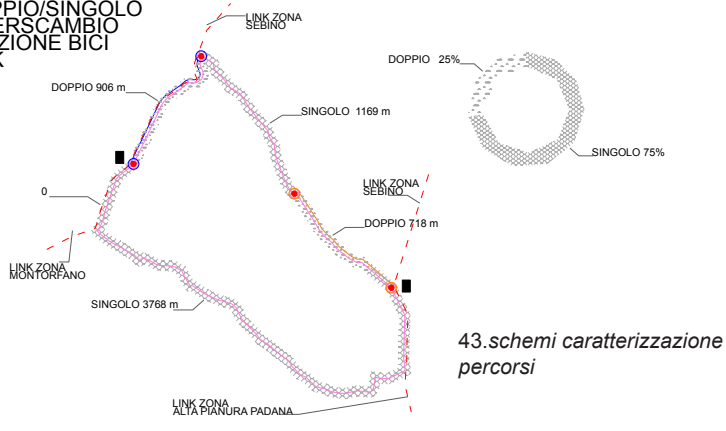 DOPPIO/SINGOLO
ERSCAMBIO
ZIONE BICI
LINK ZONA
SEBINO
DOPPIO 906 m
SINGOLO 1169 m
DOPPIO 25%
SINGOLO 75%
0
LINK ZONA
SEBINO
DOPPIO 718 m
LINK ZONA
MONTORFANO
SINGOLO 3768 m
LINK ZONA
ALTA PIANURA PADANA
43.schemi caratterizzazione
percorsi